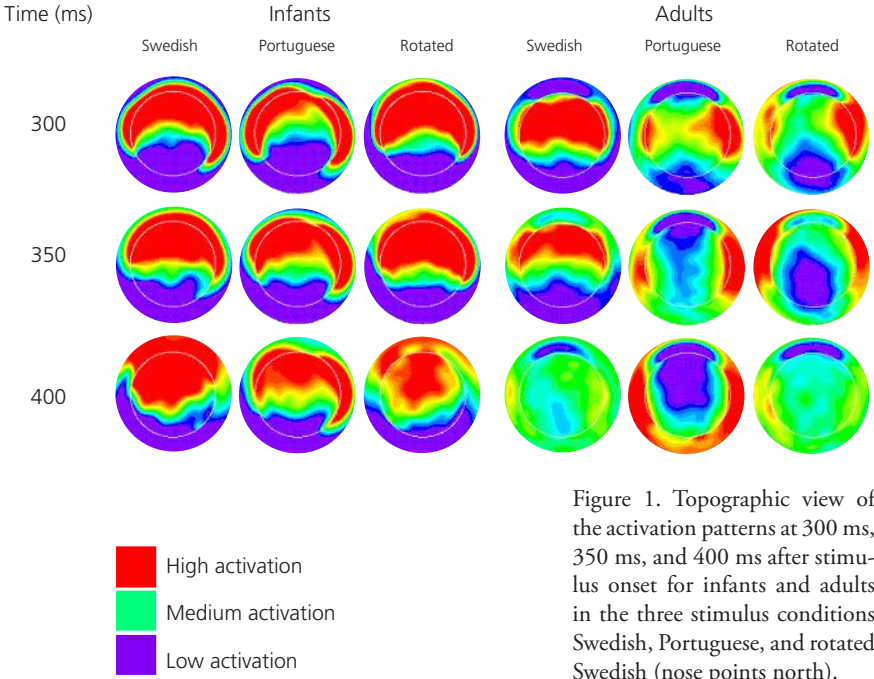 Time (ms) Infants Adults
Swedish Portuguese Rotated Swedish Portuguese Rotated
300
350
400
High activation
Medium activation
Low activation
Figure 1. Topographic view of
the activation patterns at 300 ms,
350 ms, and 400 ms after stimu-
lus onset for infants and adults
in the three stimulus conditions
Swedish, Portuguese, and rotated
Swedish (nose points north).